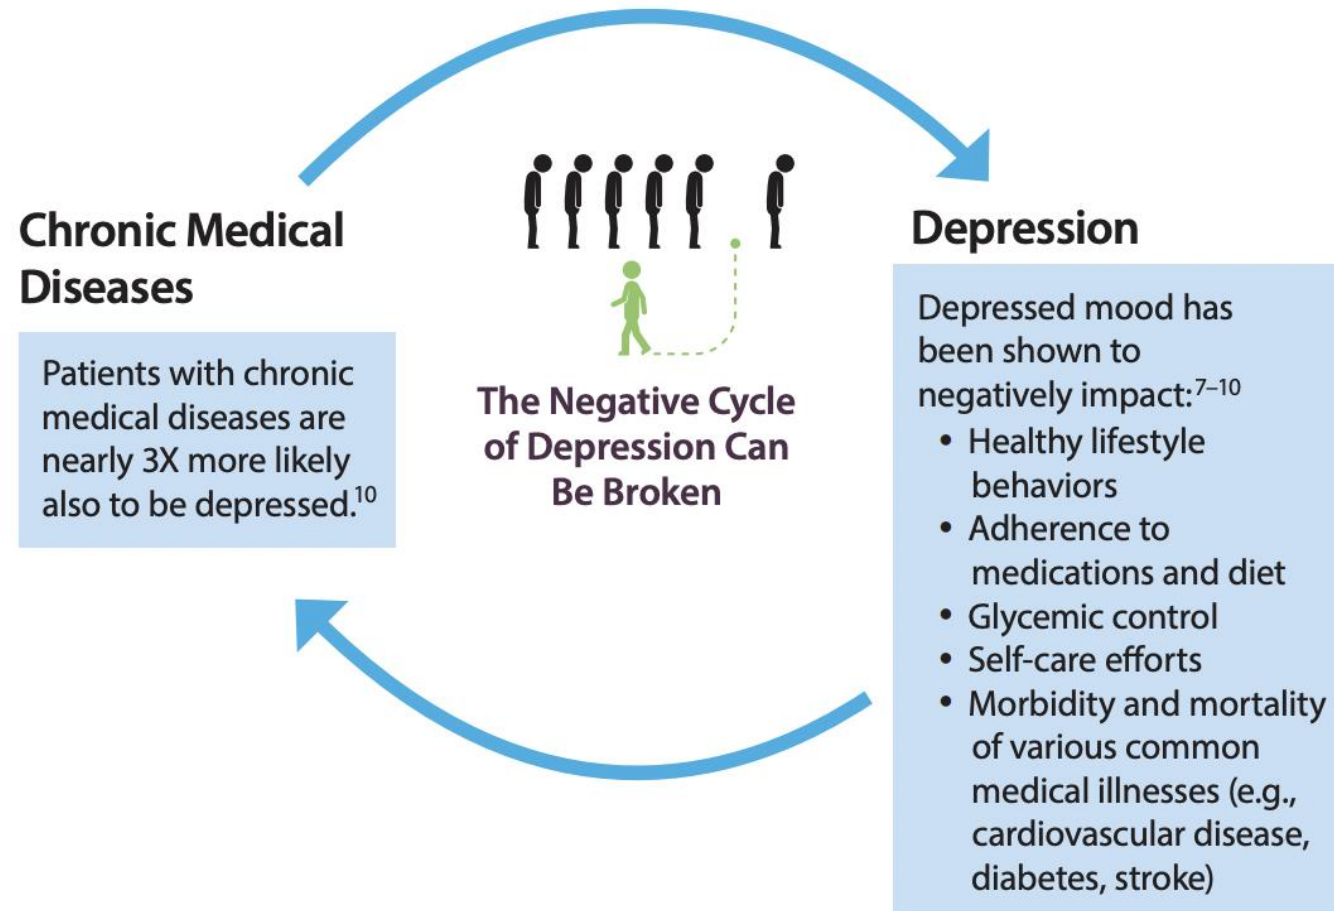 Chronic Medical
Diseases
Patients with chronic
medical diseases are
nearly 3X more likely
also to be depressed.10
The Negative Cycle
of Depression Can
Be Broken
Depression
Depressed mood has
been shown to
negatively impact:7–10
• Healthy lifestyle
behaviors
• Adherence to
medications and diet
• Glycemic control
• Self-care efforts
• Morbidity and mortality
of various common
medical illnesses (e.g.,
cardiovascular disease,
diabetes, stroke)